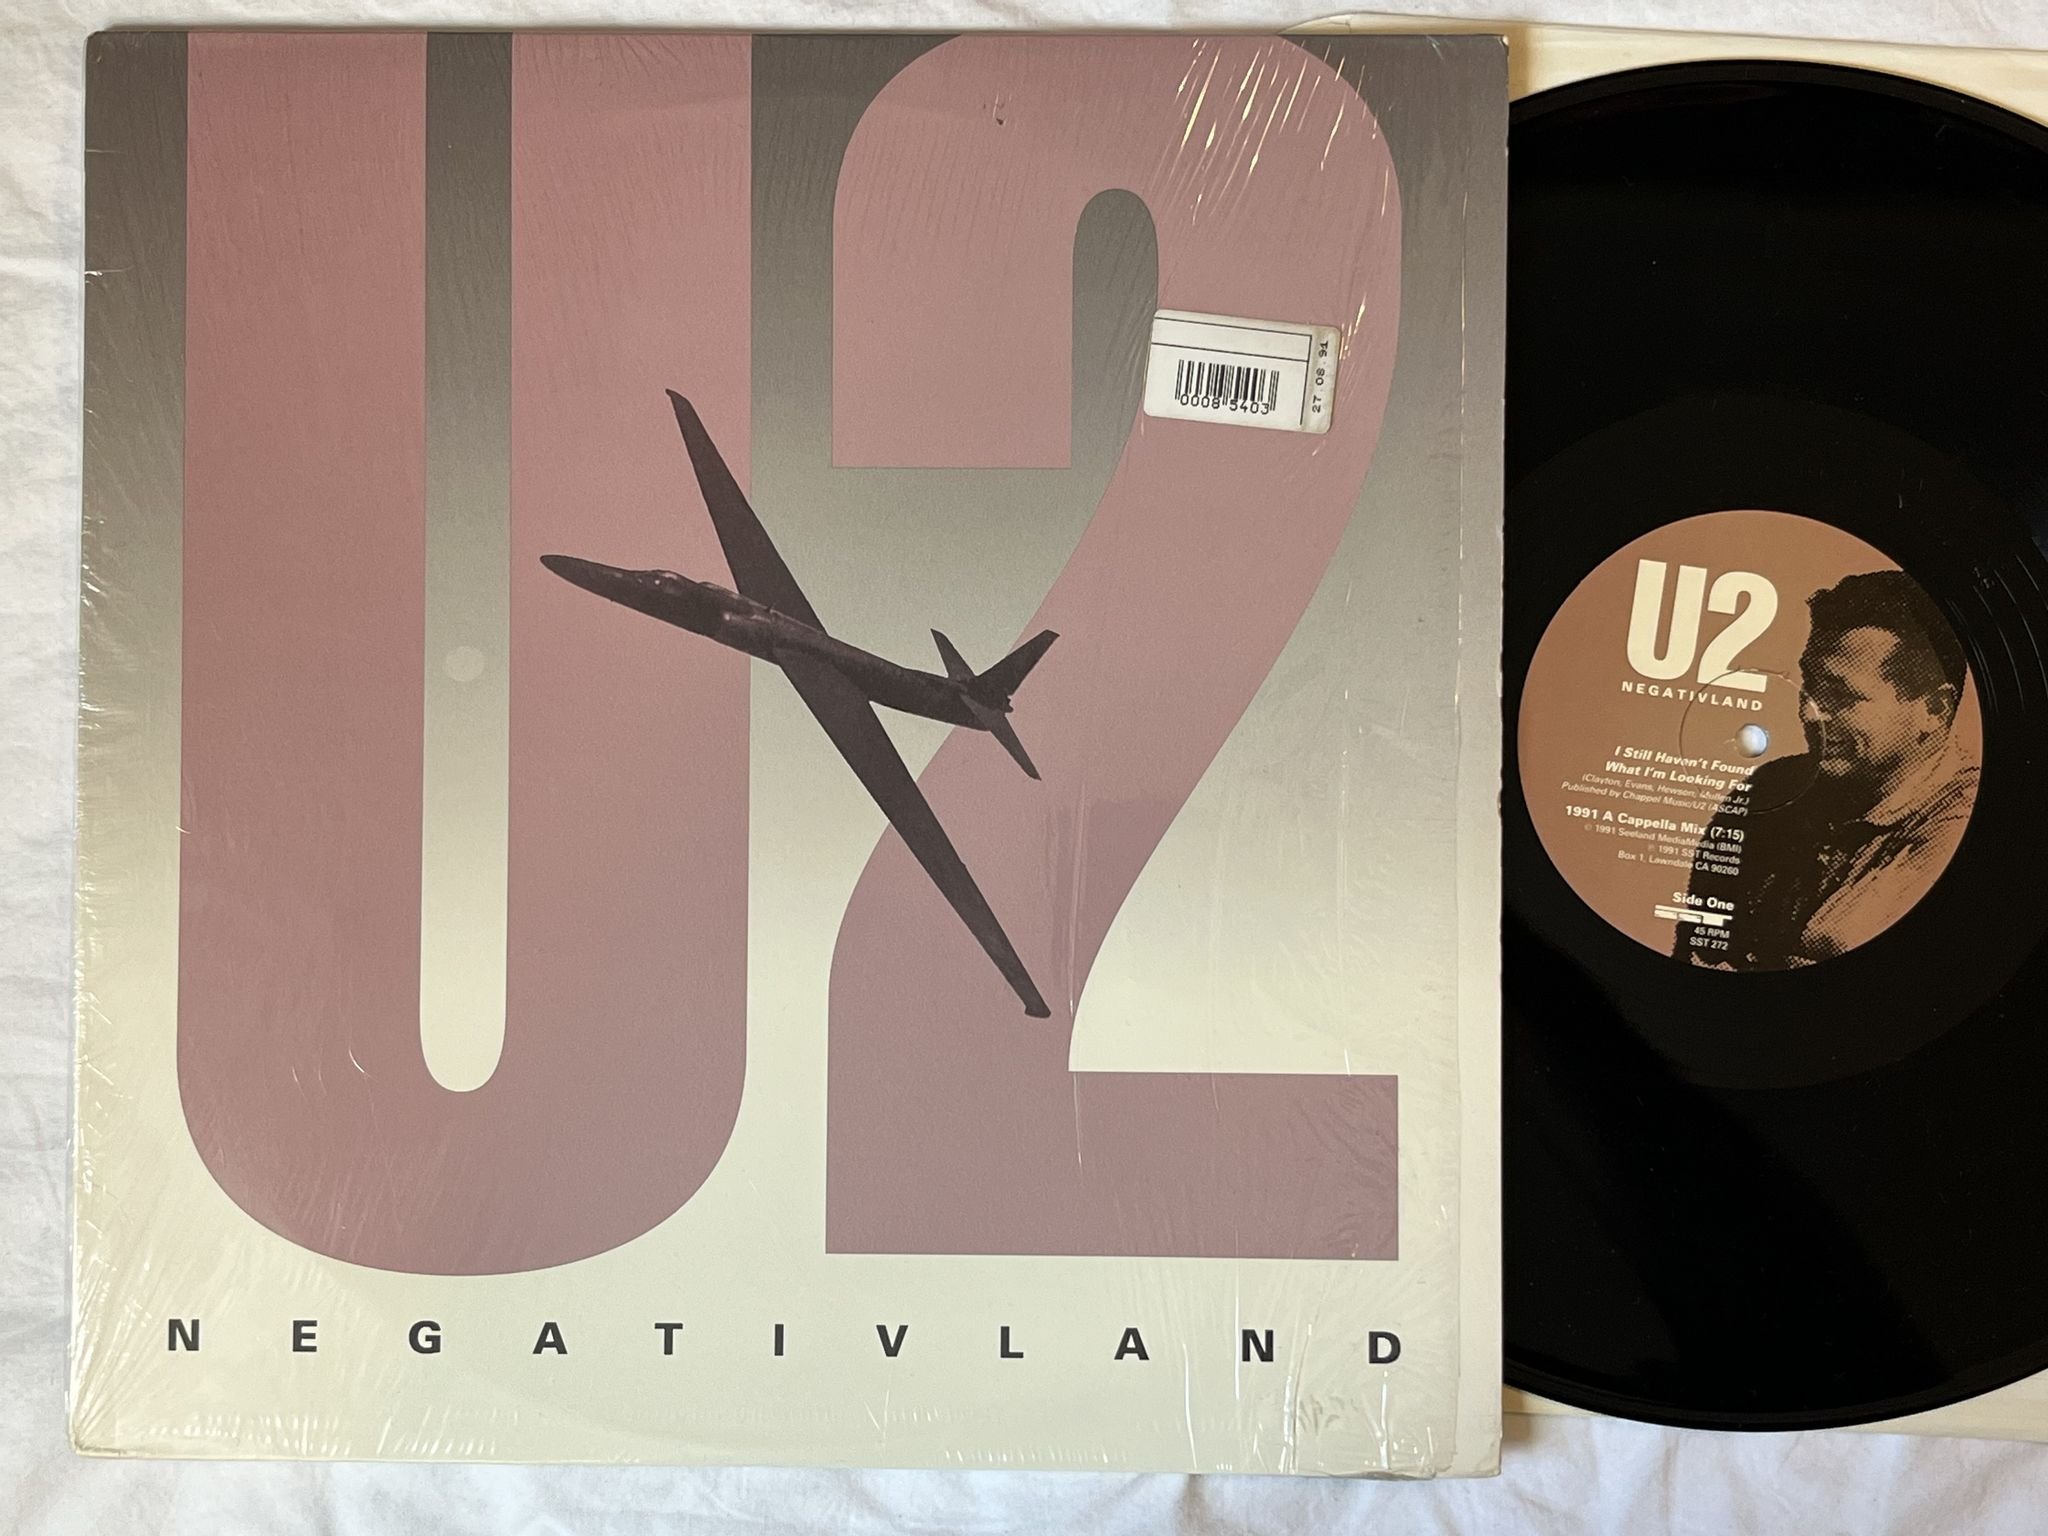 U2
0008 5403
27.08.91
NEGATIVLAND
U2
NEGATIVLAND
I Still Haven't Found
What I'm Looking For
(Clayton, Evans, Hewson, Mullen Jr.)
Published by Chappel Music/U2 (ASCAP)
1991 A Cappella Mix (7:15)
© 1991 Seeland MediaMedia (BMI)
℗ 1991 SST Records
Box 1, Lawndale CA 90260
Side One
SST
45 RPM
SST 272